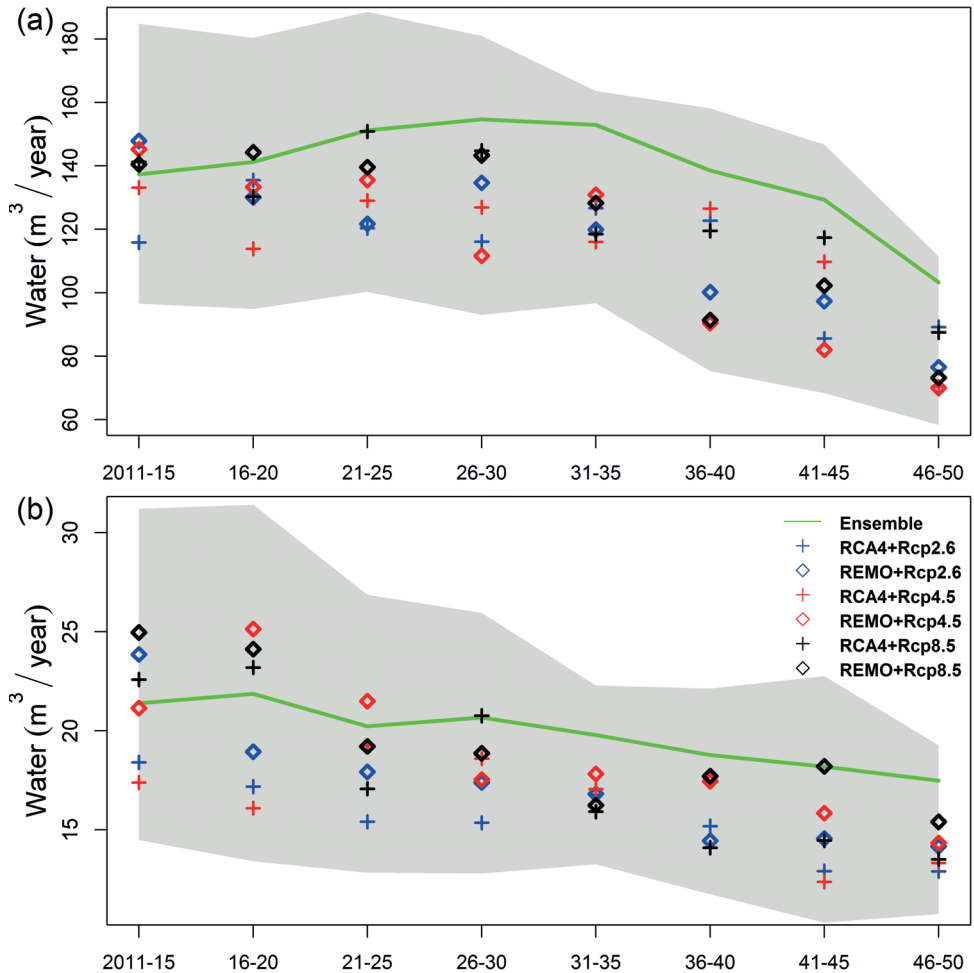 (a)
Water (m3 / year)
180
160
140
120
100
80
60
2011-15 16-20 21-25 26-30 31-35 36-40 41-45 46-50
(b)
Water (m3 / year)
30
25
20
15
Ensemble
RCA4+Rcp2.6
REMO+Rcp2.6
RCA4+Rcp4.5
REMO+Rcp4.5
RCA4+Rcp8.5
REMO+Rcp8.5
2011-15 16-20 21-25 26-30 31-35 36-40 41-45 46-50